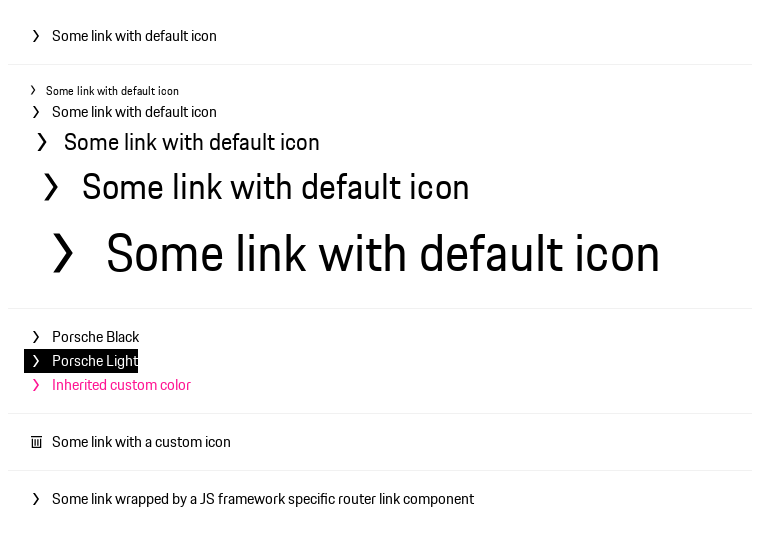 Some link with default icon
Some link with default icon
Some link with default icon
Some link with default icon
Some link with default icon
Some link with default icon
Porsche Black
Porsche Light
Inherited custom color
Some link with a custom icon
Some link wrapped by a JS framework specific router link component